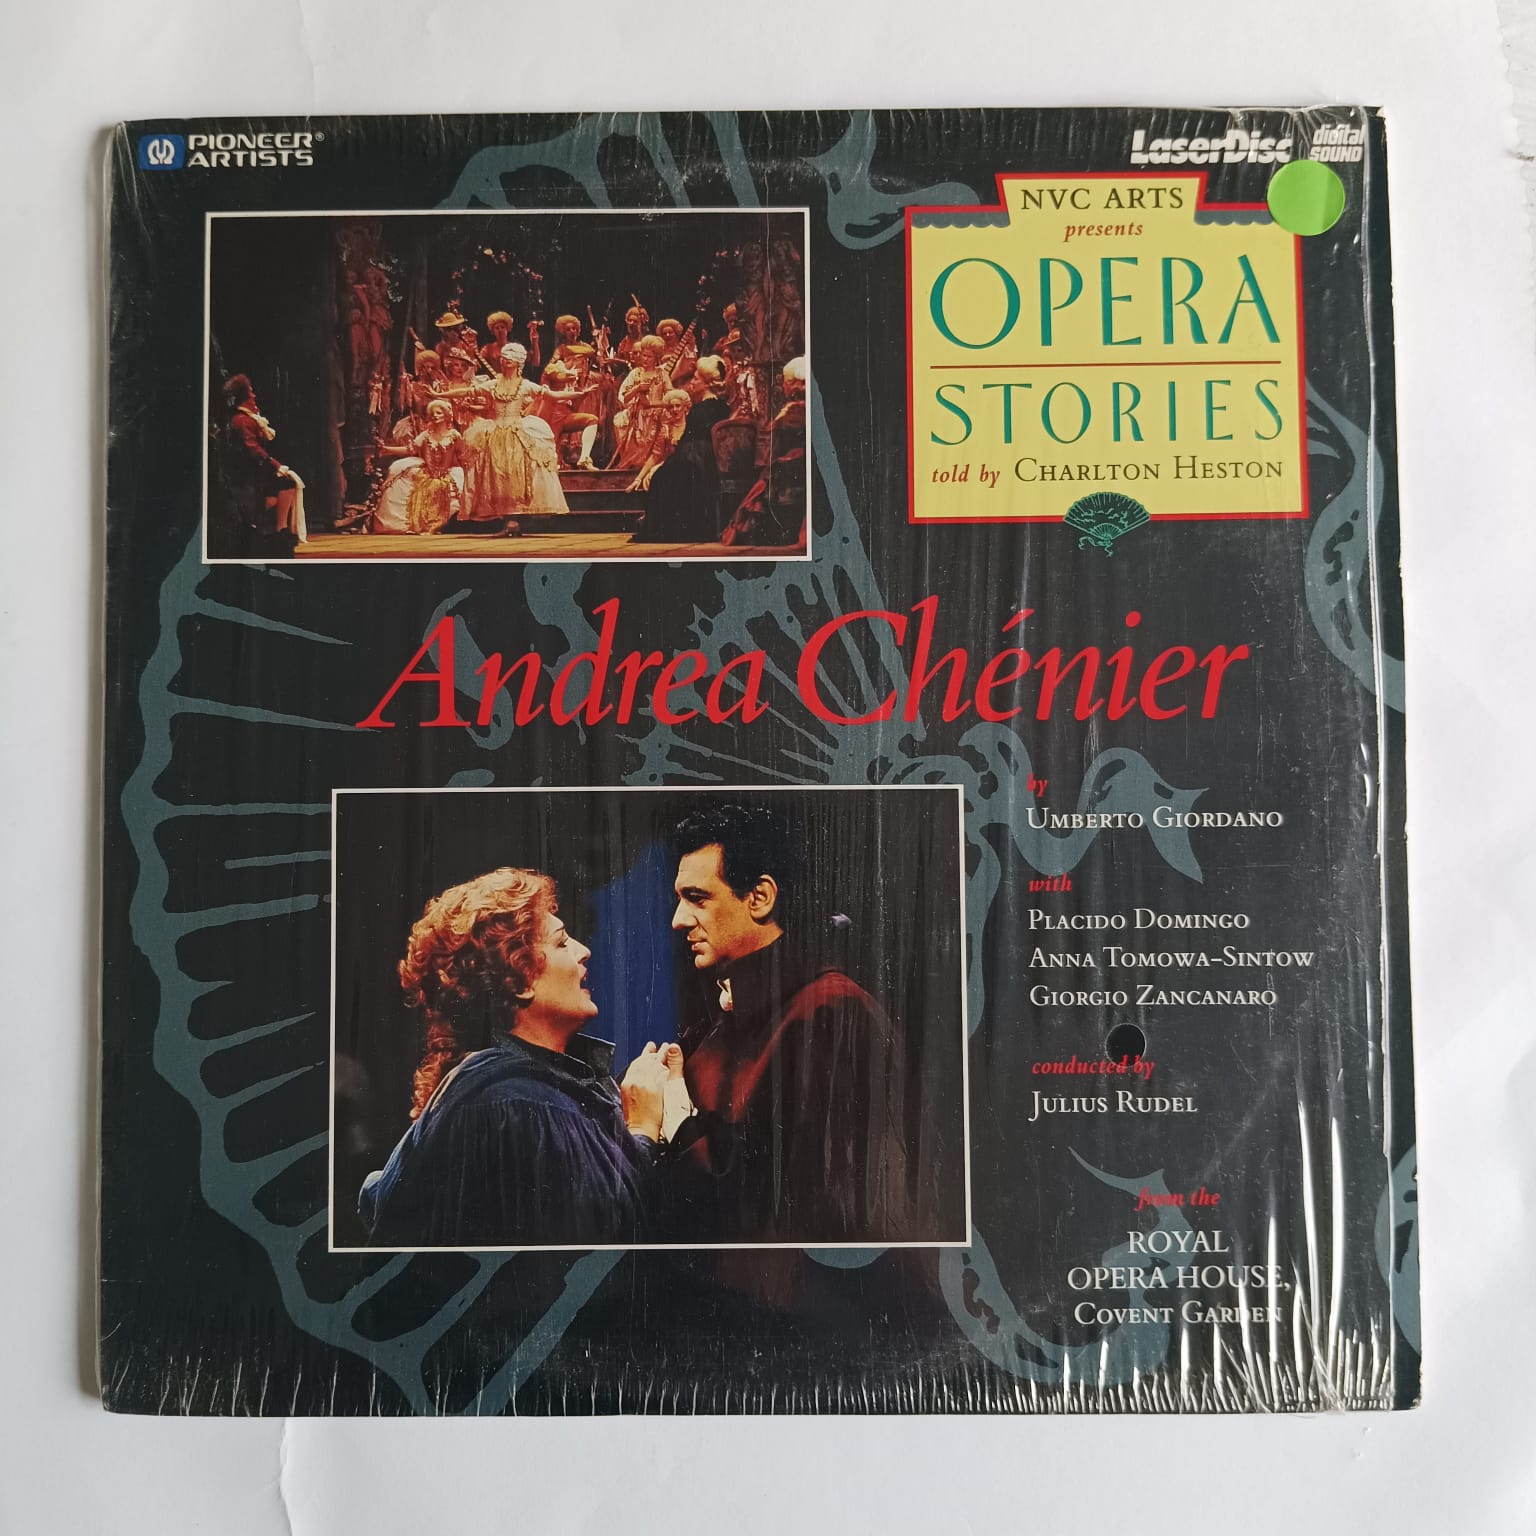 PIONEER®
ARTISTS
LaserDisc
digital
SOUND
NVC ARTS
presents
OPERA
STORIES
told by CHARLTON HESTON
Andrea Chénier
by
UMBERTO GIORDANO
with
PLACIDO DOMINGO
ANNA TOMOWA-SINTOW
GIORGIO ZANCANARO
conducted by
JULIUS RUDEL
from the
ROYAL
OPERA HOUSE,
COVENT GARDEN